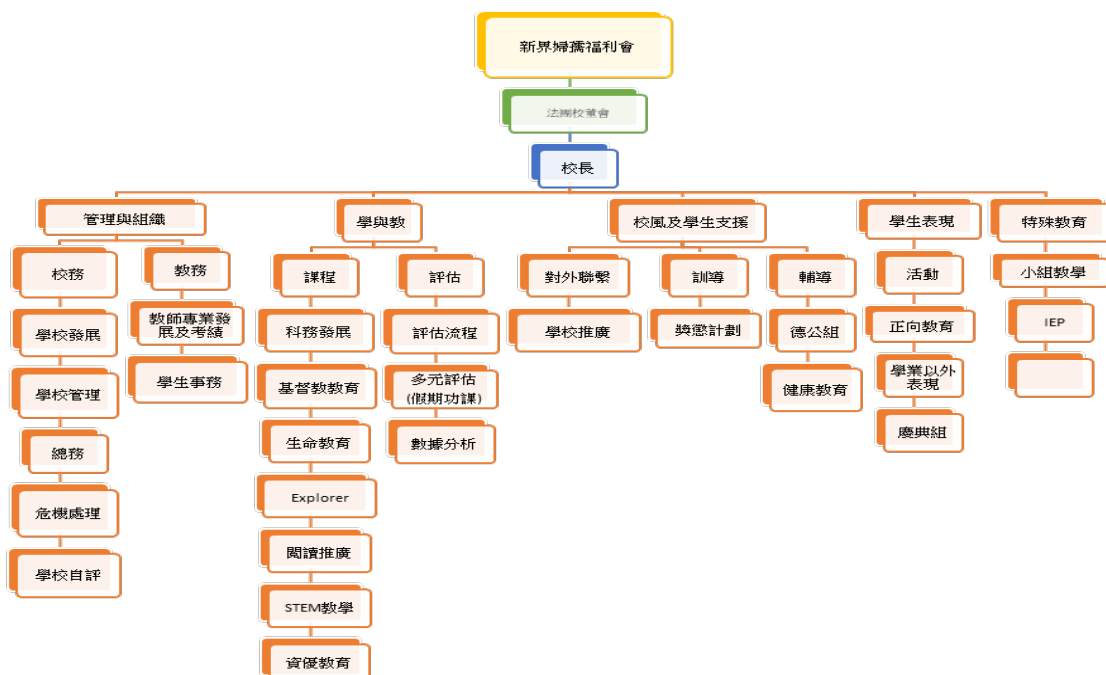 新界婦孺福利會
法團校董會
校長
管理與組織
學與教
校風及學生支援
學生表現
特殊教育
校務
教務
課程
評估
對外聯繫
訓導
輔導
活動
小組教學
學校發展
教師專業發
展及考績
科務發展
評估流程
學校推廣
獎懲計劃
德公組
正向教育
IEP
學校管理
學生事務
基督教教育
多元評估
(假期功課)
健康教育
學業以外
表現
總務
生命教育
數據分析
慶典組
危機處理
Explorer
學校自評
閱讀推廣
STEM教學
資優教育